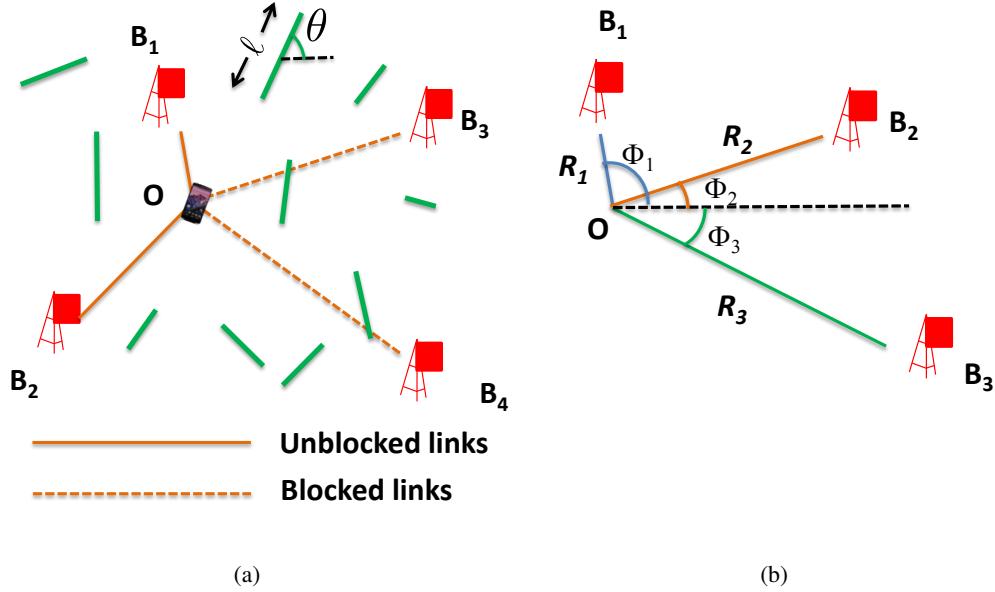 B₁
ℓ
θ
B₃
O
B₂
B₄
Unblocked links
Blocked links
(a)
B₁
B₂
R₂
R₁
Φ₁
Φ₂
O
Φ₃
R₃
B₃
(b)